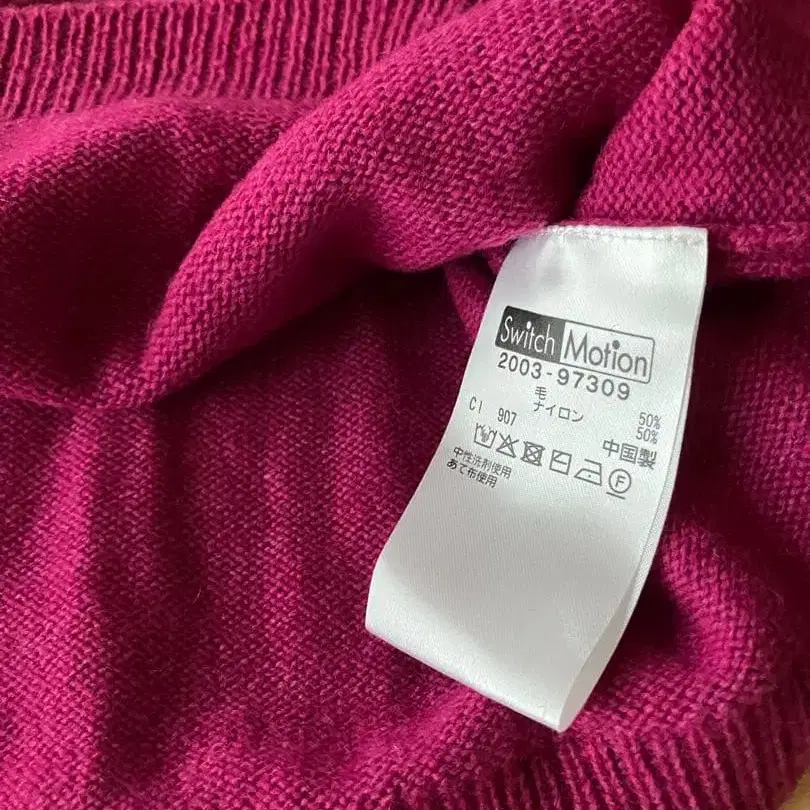 Switch Motion
2003-97309
毛 50%
ナイロン 50%
CI 907
中国製
F
中性洗剤使用
あて布使用